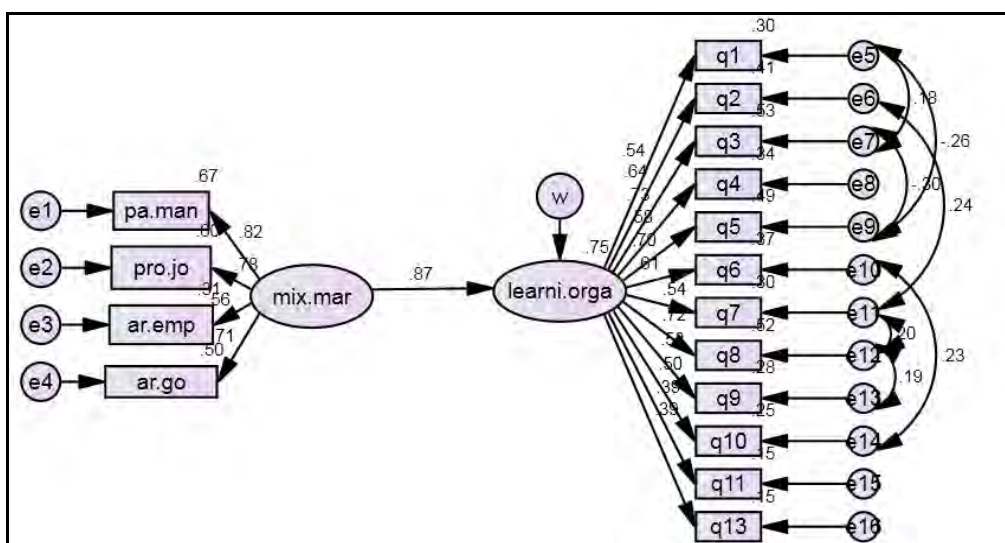 .30
q1
e5
.41
q2
e6
.18
.53
q3
e7
-.26
.34
q4
e8
.49
-.30
q5
e9
.24
.37
q6
e10
.30
q7
e11
.52
.20
q8
e12
.28
.19
.23
q9
e13
.25
q10
e14
.15
q11
e15
.15
q13
e16
.54
.64
.73
.58
.70
.61
.54
.72
.50
.39
.39
w
.75
learni.orga
.87
mix.mar
.67
e1
pa.man
.82
.60
e2
pro.jo
.78
.31
e3
ar.emp
.56
.71
.50
e4
ar.go